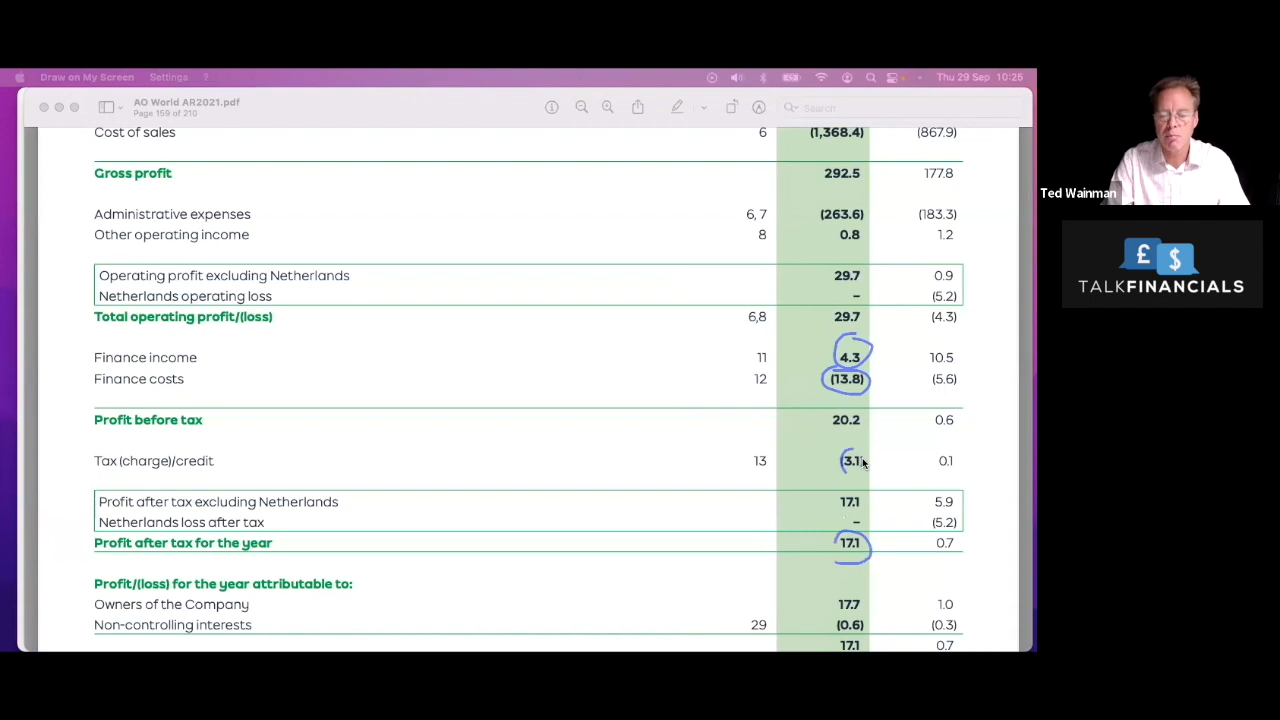 Draw on My Screen Settings ? Thu 29 Sep 10:25
AO World AR2021.pdf
Page 159 of 210
Search
Cost of sales 6 (1,368.4) (867.9)
Gross profit 292.5 177.8
Administrative expenses 6, 7 (263.6) (183.3)
Other operating income 8 0.8 1.2
Operating profit excluding Netherlands 29.7 0.9
Netherlands operating loss – (5.2)
Total operating profit/(loss) 6,8 29.7 (4.3)
Finance income 11 4.3 10.5
Finance costs 12 (13.8) (5.6)
Profit before tax 20.2 0.6
Tax (charge)/credit 13 (3.1) 0.1
Profit after tax excluding Netherlands 17.1 5.9
Netherlands loss after tax – (5.2)
Profit after tax for the year 17.1 0.7
Profit/(loss) for the year attributable to:
Owners of the Company 17.7 1.0
Non-controlling interests 29 (0.6) (0.3)
17.1 0.7
Ted Wainman
£ $
TALKFINANCIALS